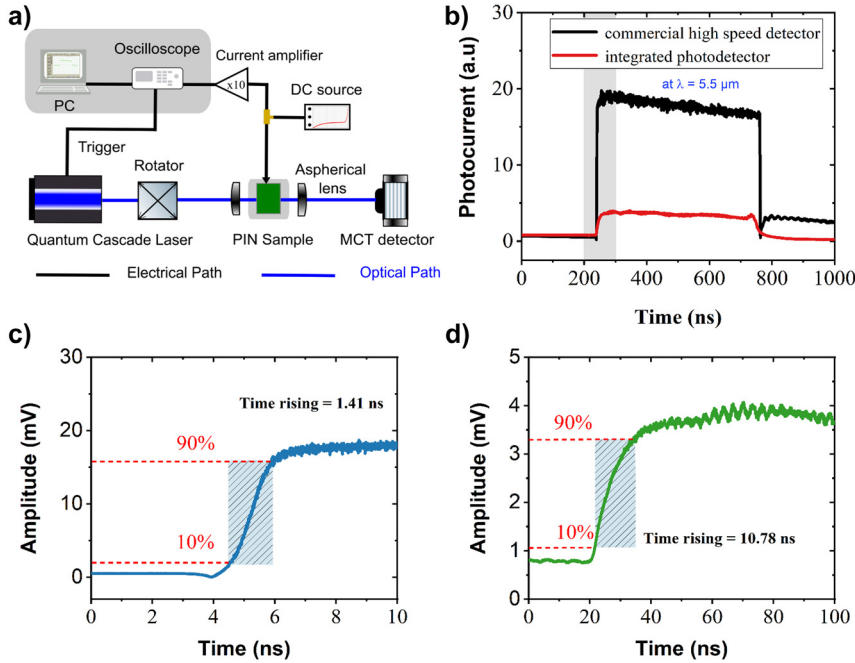 a)
Oscilloscope
Current amplifier
x10
DC source
PC
Trigger
Rotator
Aspherical
lens
Quantum Cascade Laser
PIN Sample
MCT detector
Electrical Path
Optical Path
b)
commercial high speed detector
integrated photodetector
at λ = 5.5 μm
Photocurrent (a.u)
30
20
10
0
0 200 400 600 800 1000
Time (ns)
c)
Time rising = 1.41 ns
90%
10%
Amplitude (mV)
30
20
10
0
0 2 4 6 8 10
Time (ns)
d)
90%
10%
Time rising = 10.78 ns
Amplitude (mV)
5
4
3
2
1
0
0 20 40 60 80 100
Time (ns)